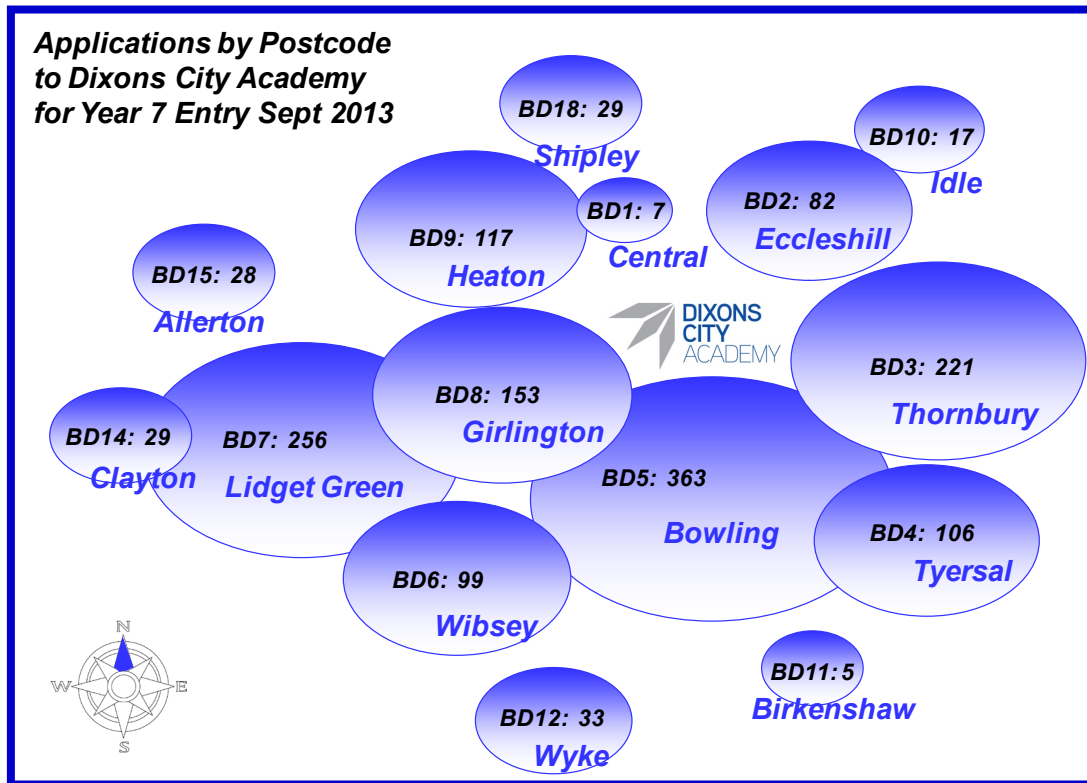 Applications by Postcode
to Dixons City Academy
for Year 7 Entry Sept 2013
BD18: 29
Shipley
BD10: 17
Idle
BD1: 7
Central
BD2: 82
Eccleshill
BD9: 117
Heaton
BD15: 28
Allerton
DIXONS
CITY
ACADEMY
BD3: 221
Thornbury
BD8: 153
Girlington
BD14: 29
Clayton
BD7: 256
Lidget Green
BD5: 363
Bowling
BD4: 106
Tyersal
BD6: 99
Wibsey
N
W E
S
BD11: 5
Birkenshaw
BD12: 33
Wyke